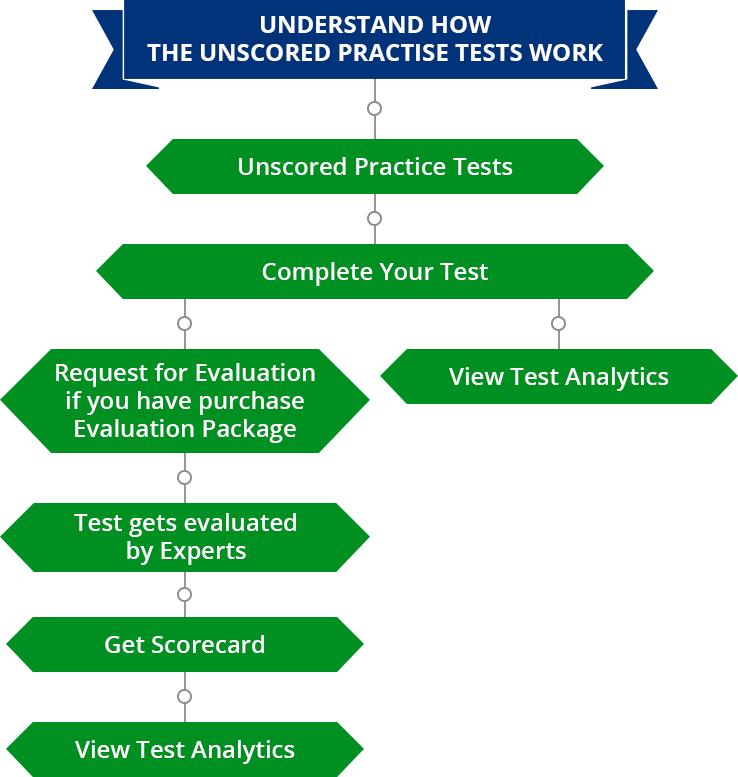 UNDERSTAND HOW
THE UNSCORED PRACTISE TESTS WORK
Unscored Practice Tests
Complete Your Test
Request for Evaluation
if you have purchase
Evaluation Package
View Test Analytics
Test gets evaluated
by Experts
Get Scorecard
View Test Analytics